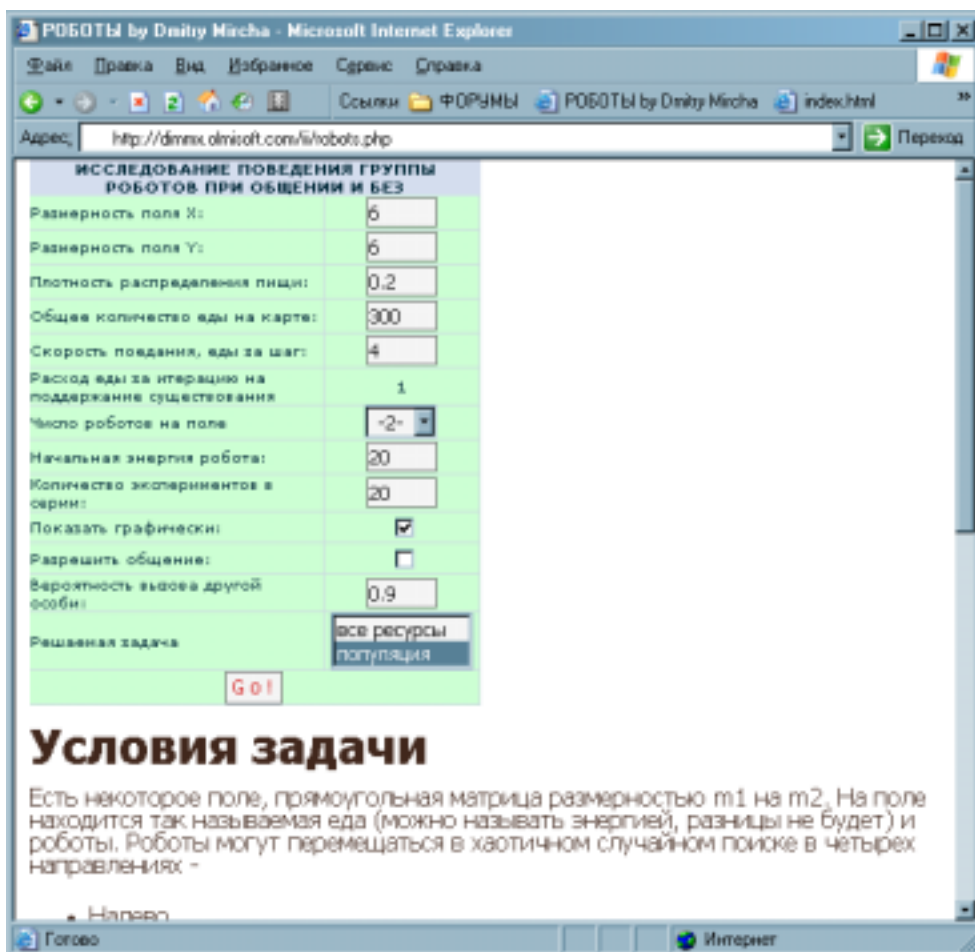 РОБОТЫ by Dmitry Mircha - Microsoft Internet Explorer
Файл Правка Вид Избранное Сервис Справка
Ссылки ФОРУМЫ РОБОТЫ by Dmitry Mircha index.html »
Адрес: http://dimmx.olmisoft.com/ii/robots.php Переход
ИССЛЕДОВАНИЕ ПОВЕДЕНИЯ ГРУППЫ
РОБОТОВ ПРИ ОБЩЕНИИ И БЕЗ
Размерность поля X: 6
Размерность поля Y: 6
Плотность распределения пищи: 0.2
Общее количество еды на карте: 300
Скорость поедания, еды за шаг: 4
Расход еды за итерацию на
поддержание существования 1
Число роботов на поле -2-
Начальная энергия робота: 20
Количество экспериментов в
серии: 20
Показать графически:
Разрешить общение:
Вероятность вызова другой
особи: 0.9
Решаемая задача все ресурсы
популяция
Go!
Условия задачи
Есть некоторое поле, прямоугольная матрица размерностью m1 на m2. На поле
находится так называемая еда (можно называть энергией, разницы не будет) и
роботы. Роботы могут перемещаться в хаотичном случайном поиске в четырех
направлениях -
• Налево
Готово Интернет